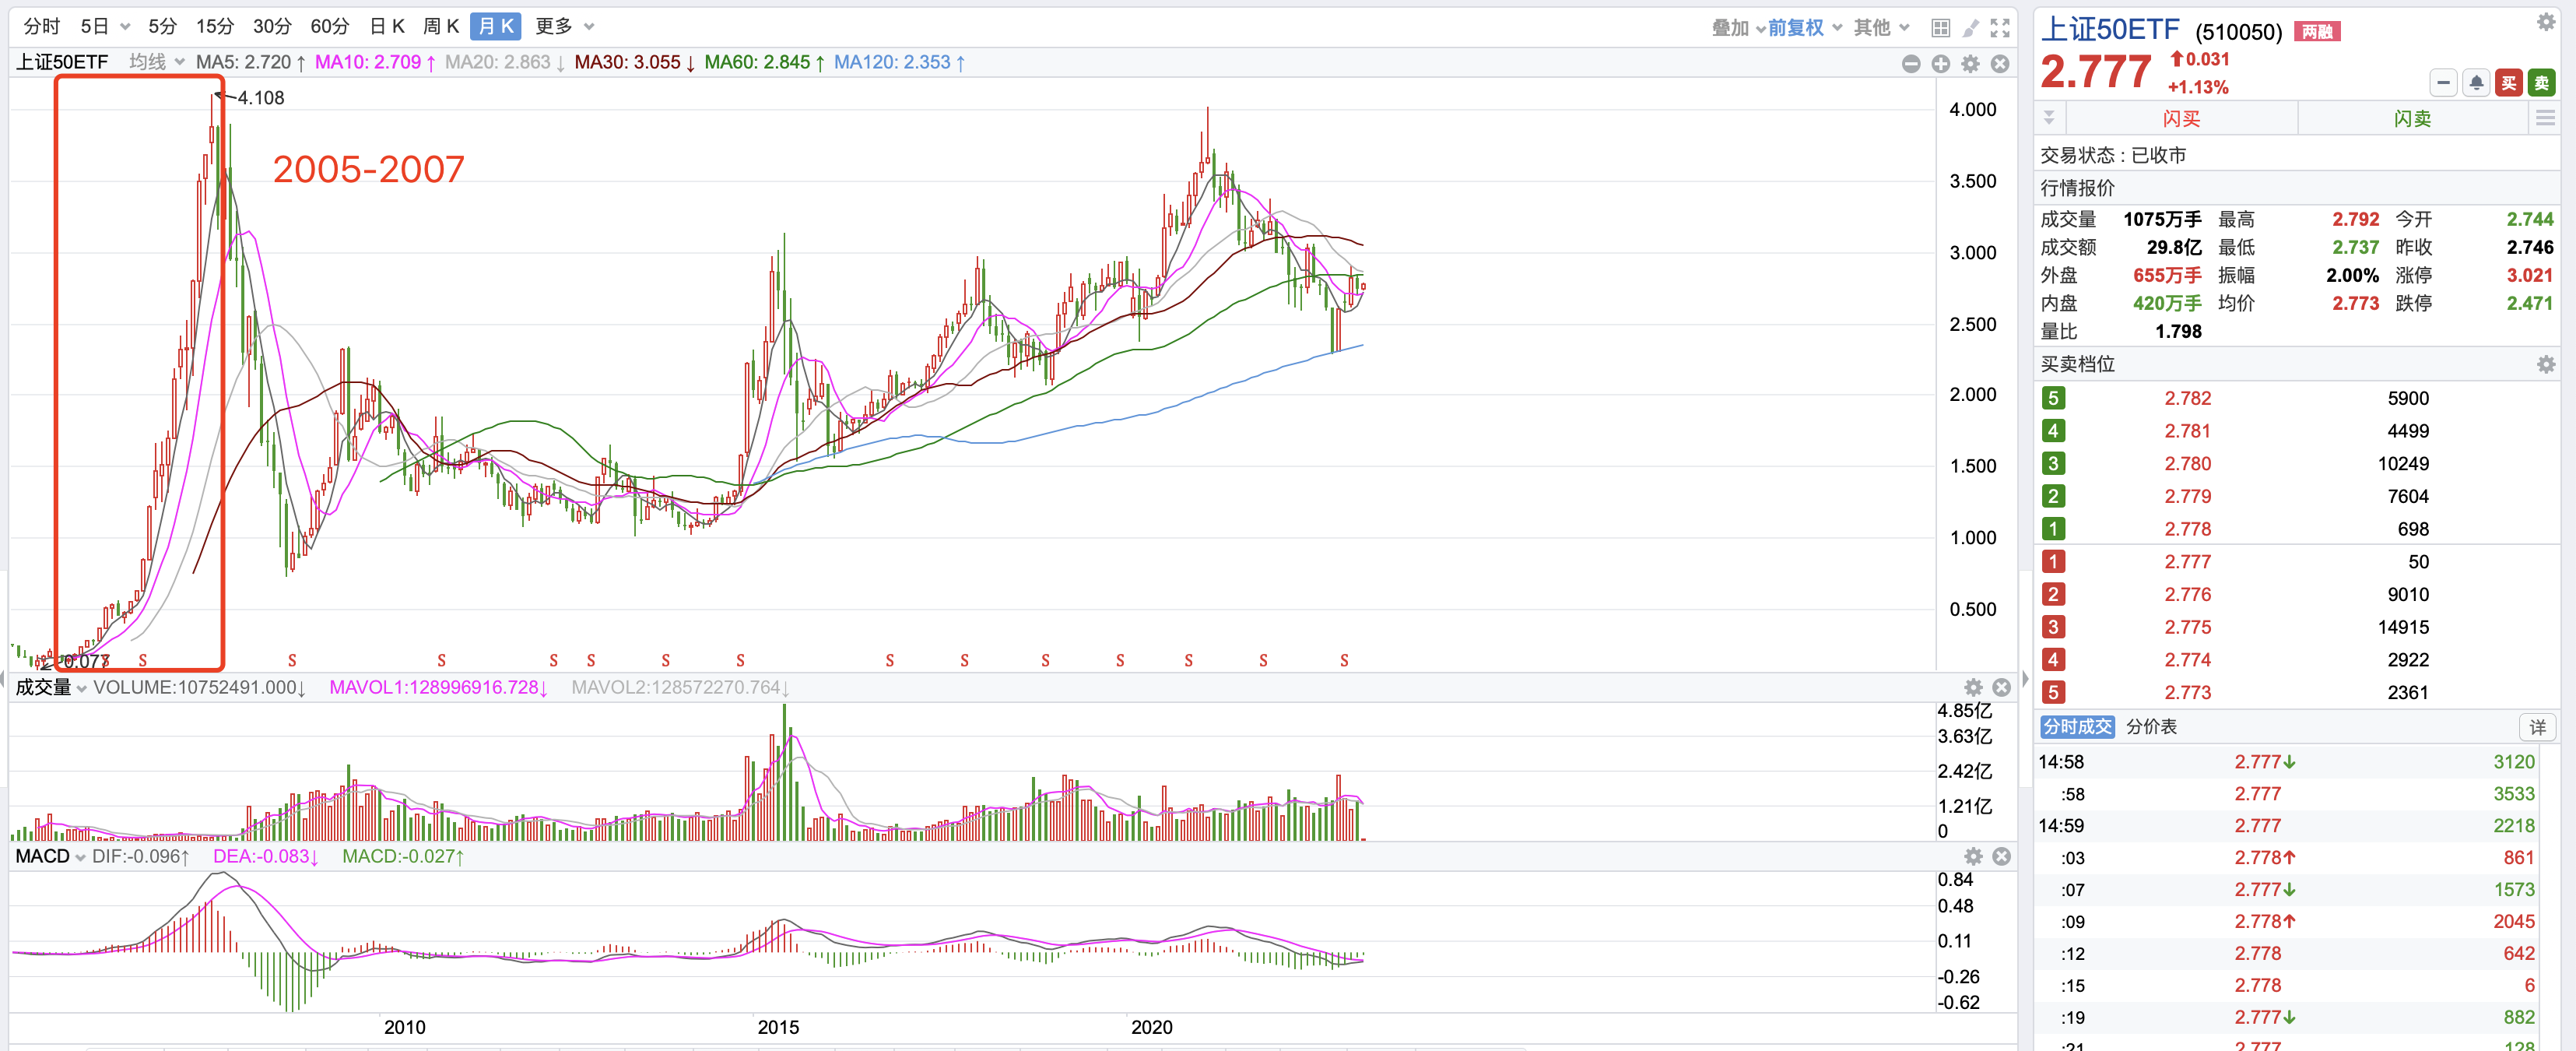 分时 5日 5分 15分 30分 60分 日K 周K 月K 更多 叠加 前复权 其他
上证50ETF 均线 MA5: 2.720↑ MA10: 2.709↑ MA20: 2.863↓ MA30: 3.055↓ MA60: 2.845↑ MA120: 2.353↑
4.108
2005-2007
4.000
3.500
3.000
2.500
2.000
1.500
1.000
0.500
0.077
S S S S S S S S S S S S S S S
成交量 VOLUME:10752491.000↓ MAVOL1:128996916.728↓ MAVOL2:128572270.764↓
4.85亿
3.63亿
2.42亿
1.21亿
0
MACD DIF:-0.096↑ DEA:-0.083↓ MACD:-0.027↑
0.84
0.48
0.11
-0.26
-0.62
2010 2015 2020
上证50ETF (510050) 两融
2.777 0.031
+1.13%
买 卖
闪买 闪卖
交易状态 : 已收市
行情报价
成交量 1075万手 最高 2.792 今开 2.744
成交额 29.8亿 最低 2.737 昨收 2.746
外盘 655万手 振幅 2.00% 涨停 3.021
内盘 420万手 均价 2.773 跌停 2.471
量比 1.798
买卖档位
5 2.782 5900
4 2.781 4499
3 2.780 10249
2 2.779 7604
1 2.778 698
1 2.777 50
2 2.776 9010
3 2.775 14915
4 2.774 2922
5 2.773 2361
分时成交 分价表 详
14:58 2.777↓ 3120
:58 2.777 3533
14:59 2.777 2218
:03 2.778↑ 861
:07 2.777↓ 1573
:09 2.778↑ 2045
:12 2.778 642
:15 2.778 6
:19 2.777↓ 882
:21 2.777 128